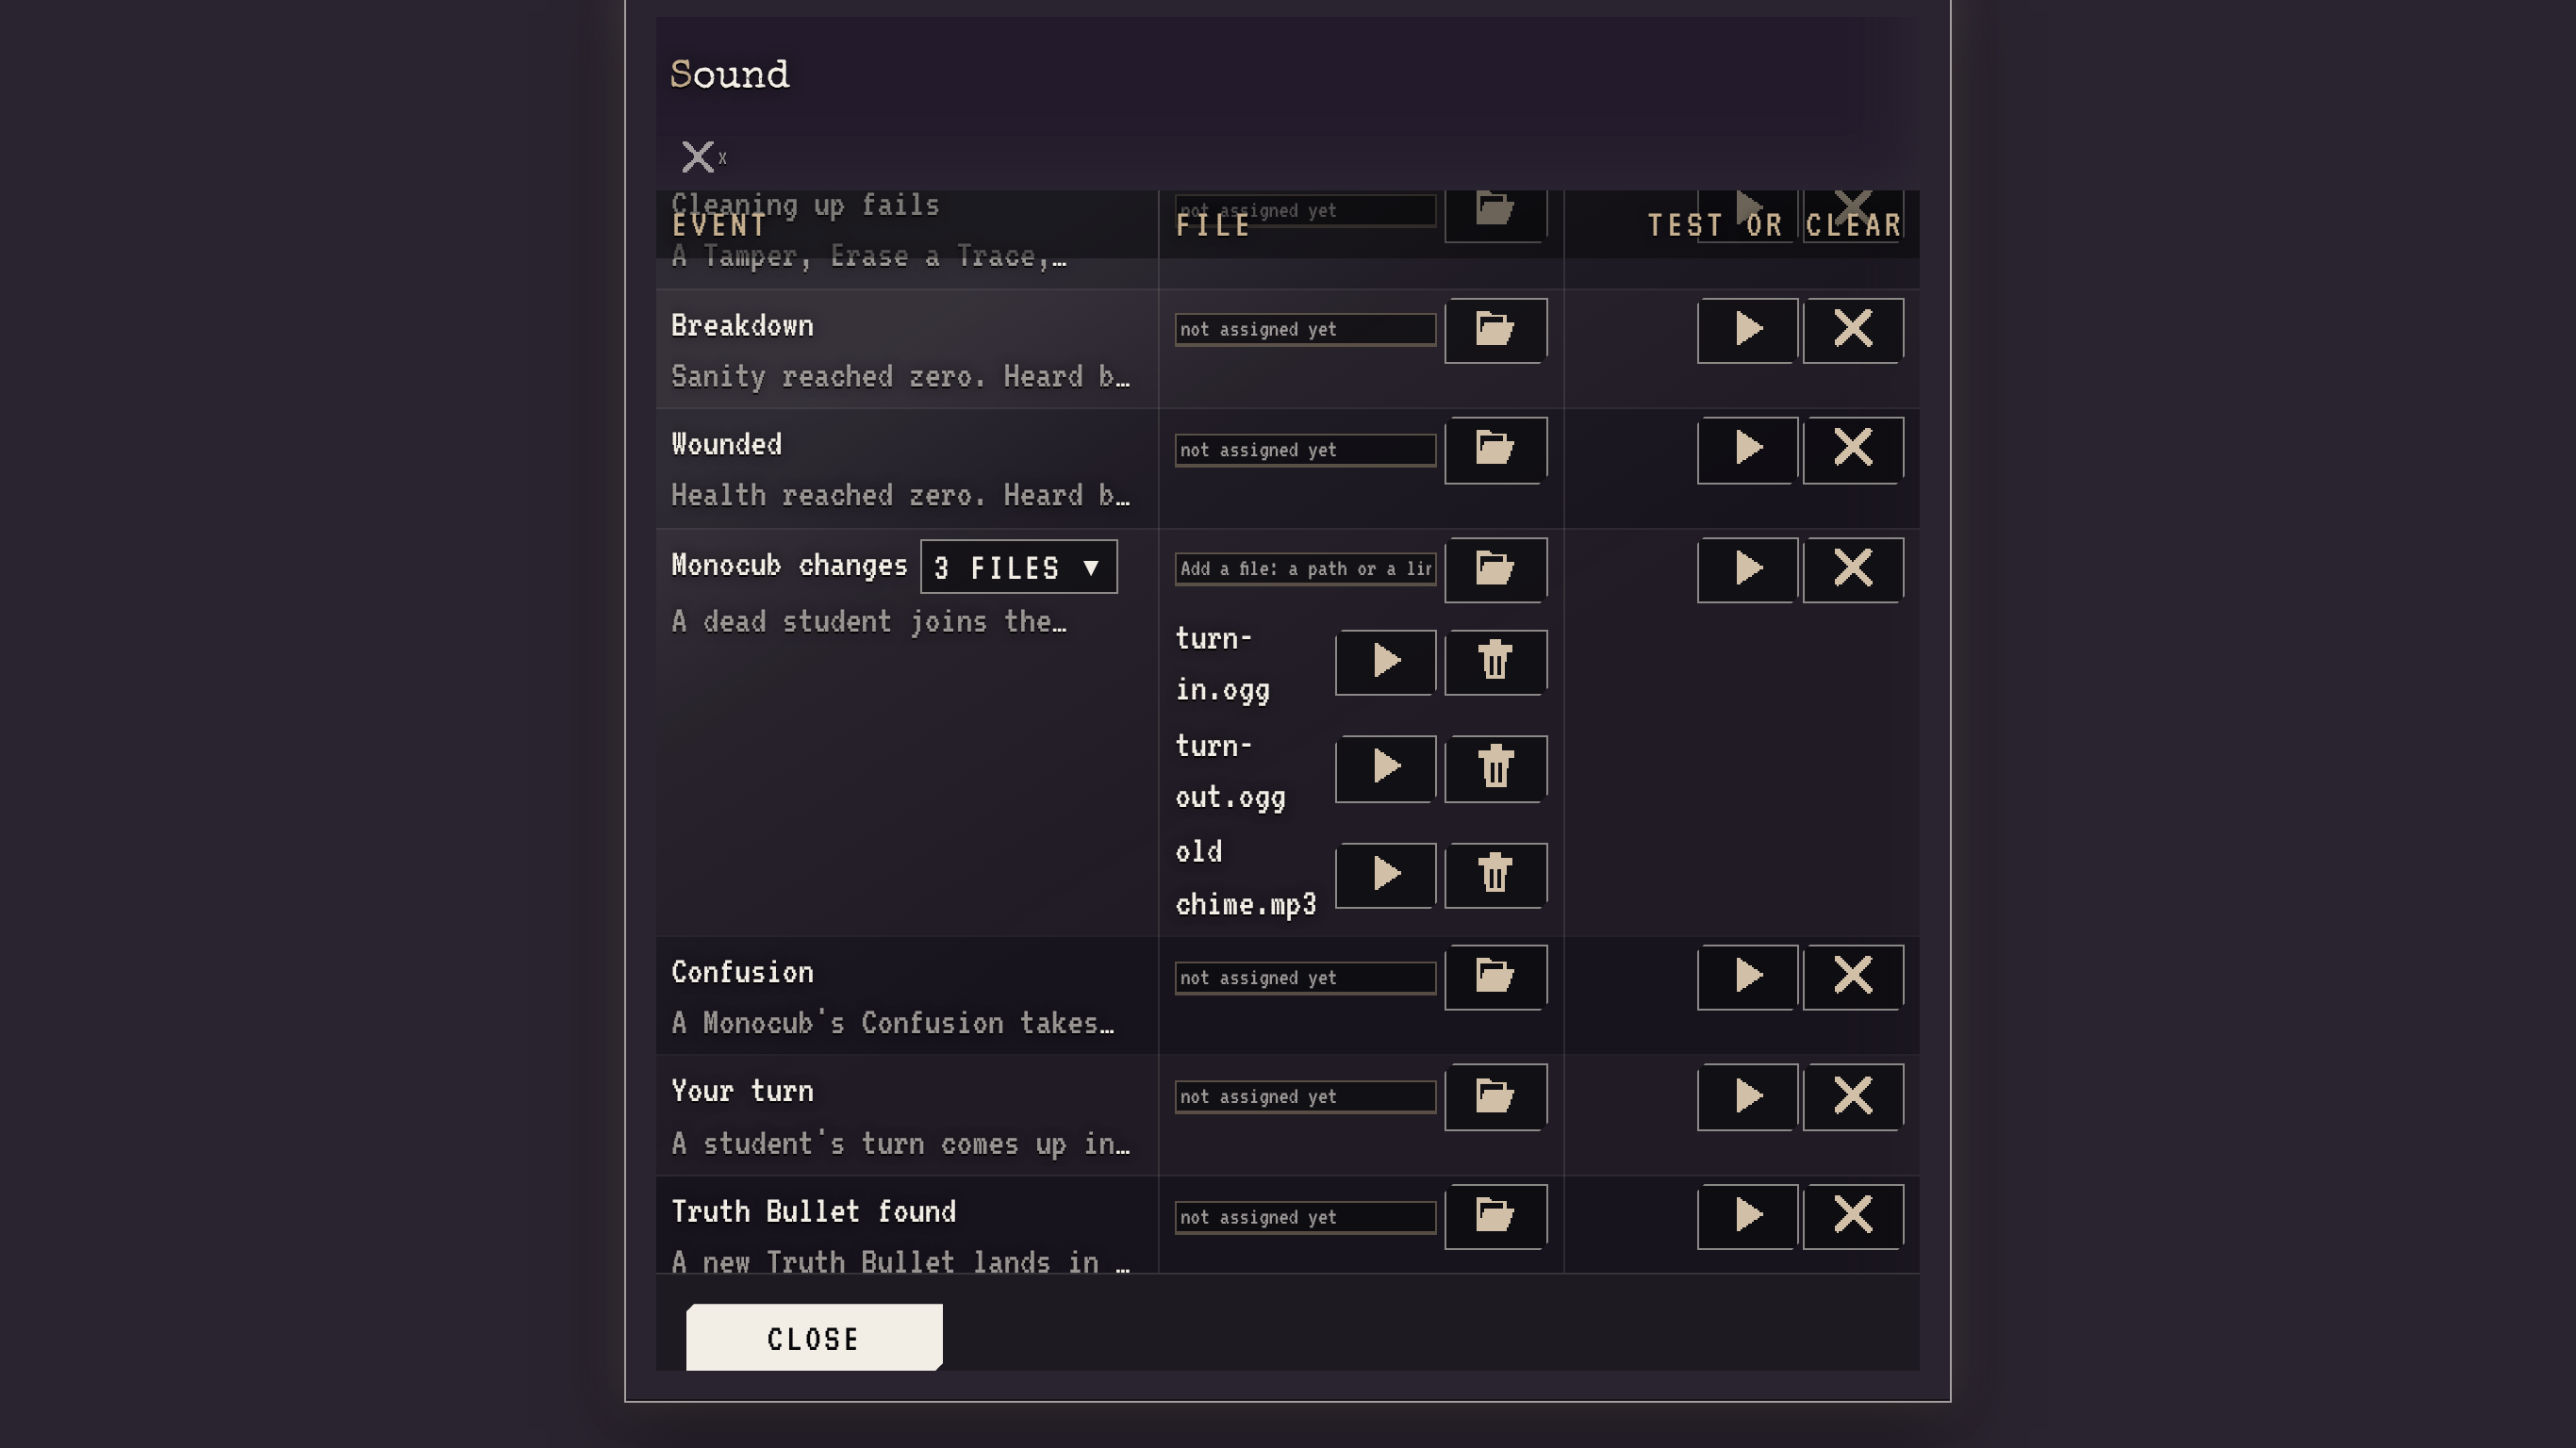 Sound
x
Cleaning up fails
not assigned yet
EVENT
FILE
TEST OR CLEAR
A Tamper, Erase a Trace,…
Breakdown
not assigned yet
Sanity reached zero. Heard b…
Wounded
not assigned yet
Health reached zero. Heard b…
Monocub changes
3 FILES ▼
Add a file: a path or a lin
A dead student joins the…
turn-
in.ogg
turn-
out.ogg
old
chime.mp3
Confusion
not assigned yet
A Monocub's Confusion takes…
Your turn
not assigned yet
A student's turn comes up in…
Truth Bullet found
not assigned yet
A new Truth Bullet lands in …
CLOSE